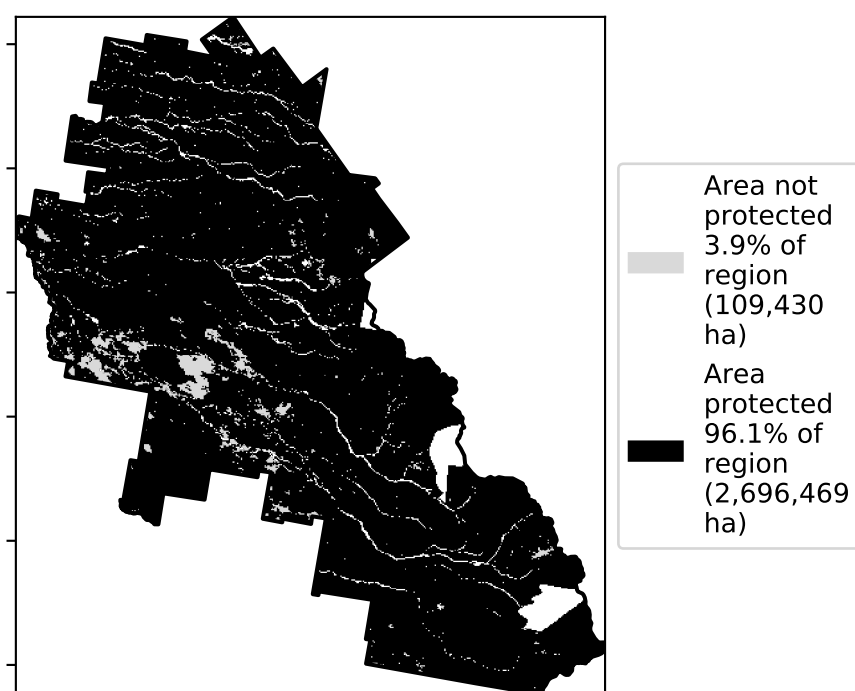 Area not
protected
3.9% of
region
(109,430
ha)
Area
protected
96.1% of
region
(2,696,469
ha)